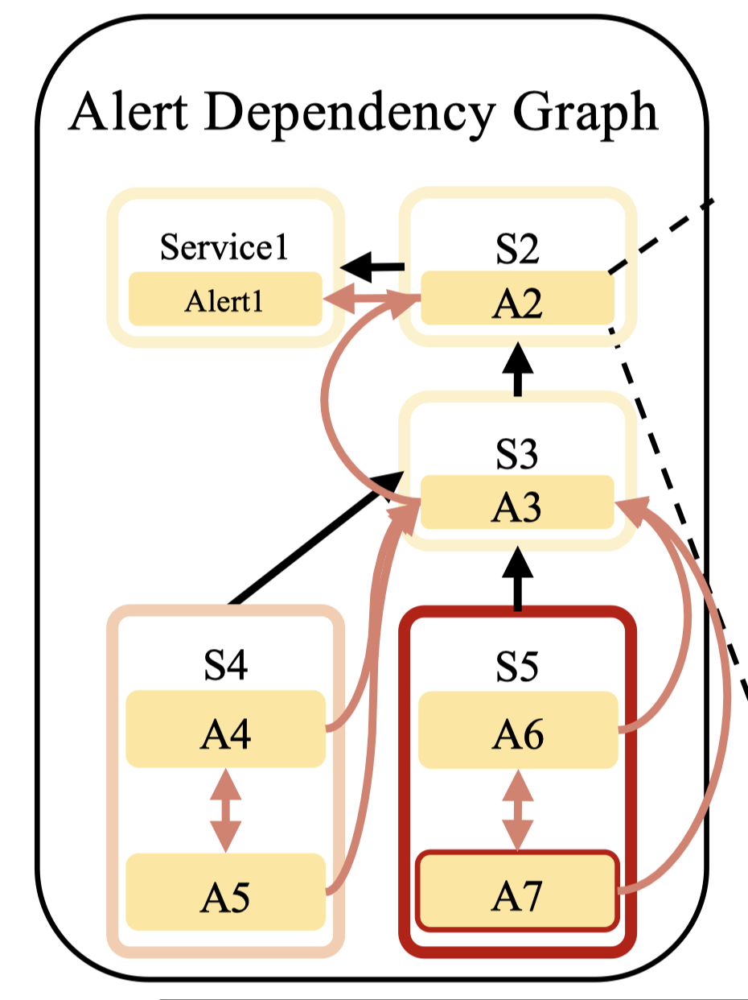 Alert Dependency Graph
Service1
Alert1
S2
A2
S3
A3
S4
A4
A5
S5
A6
A7